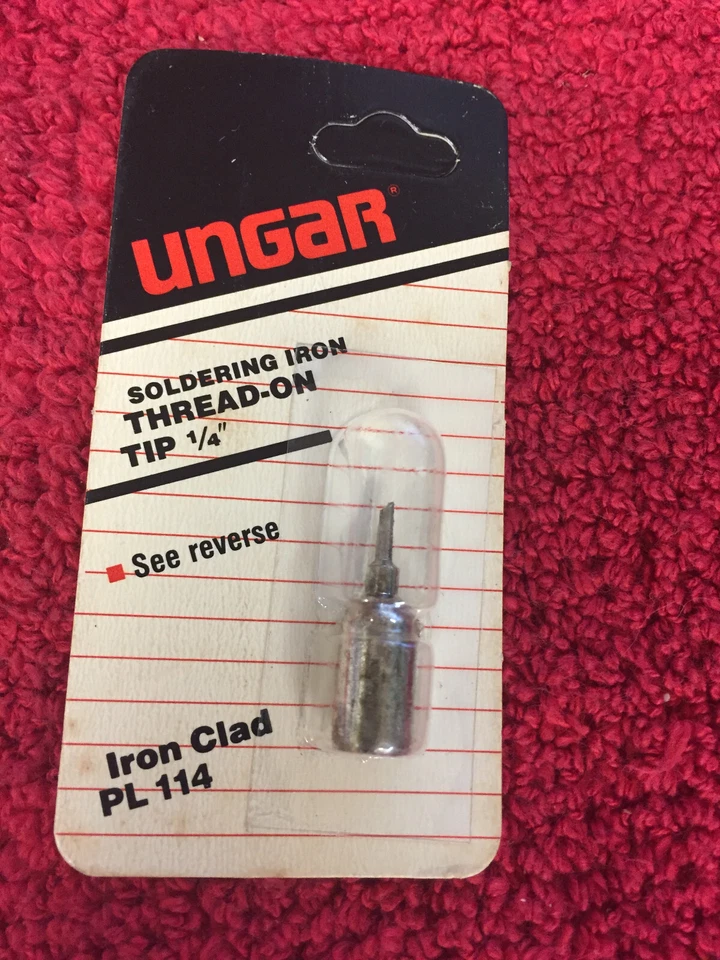 ungar®
SOLDERING IRON
THREAD-ON
TIP 1/4"
See reverse
Iron Clad
PL 114